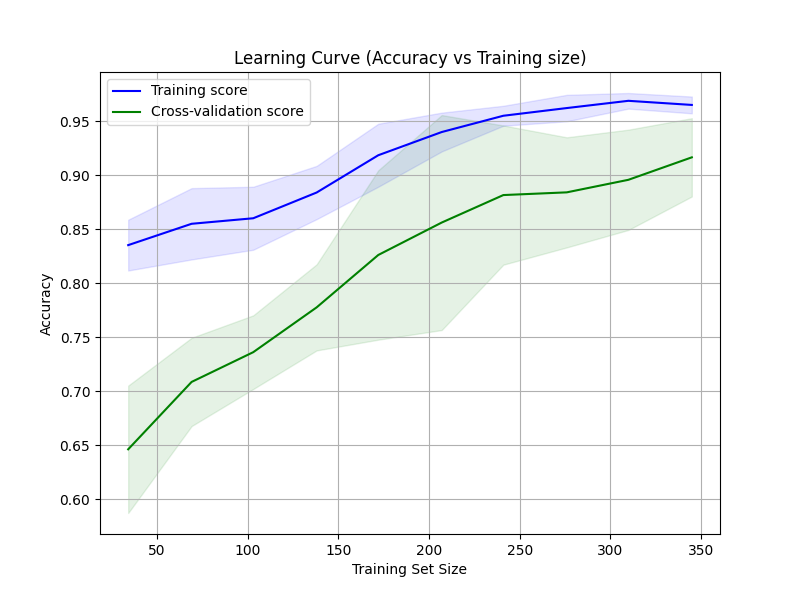 Learning Curve (Accuracy vs Training size)
Training score
Cross-validation score
0.95
0.90
0.85
0.80
0.75
0.70
0.65
0.60
Accuracy
50 100 150 200 250 300 350
Training Set Size